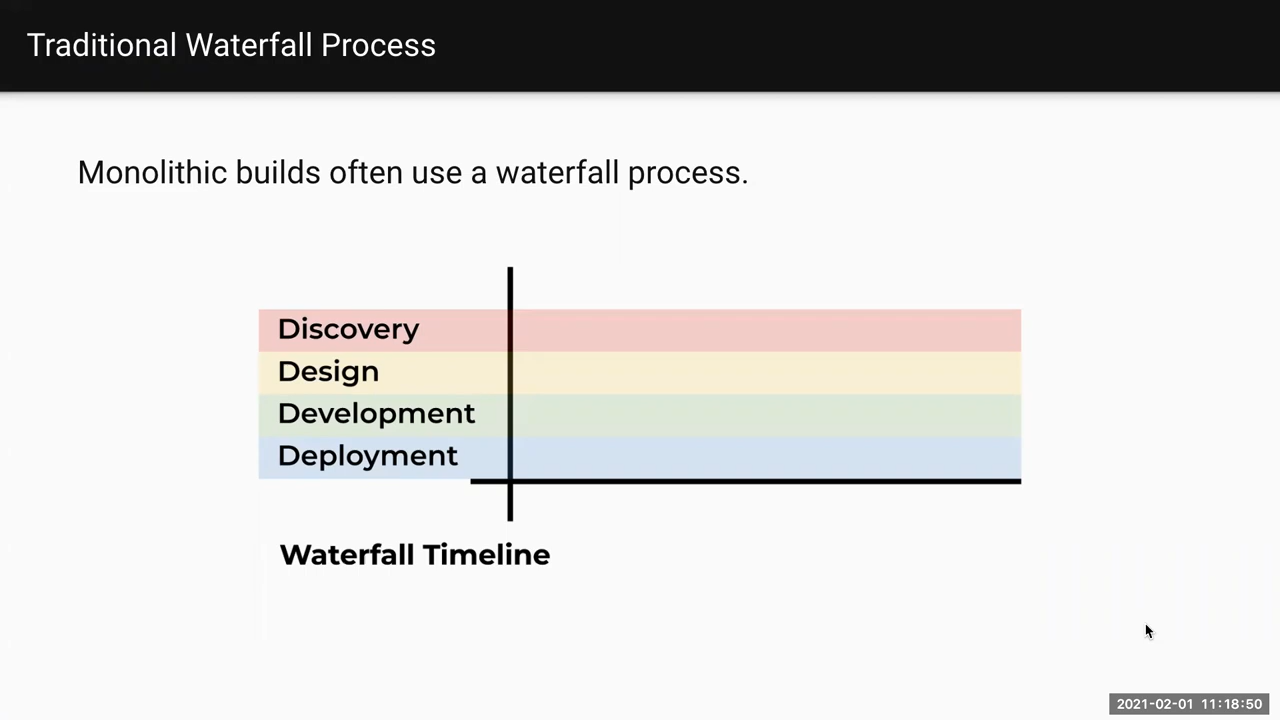 Traditional Waterfall Process
Monolithic builds often use a waterfall process.
Discovery
Design
Development
Deployment
Waterfall Timeline
2021-02-01 11:18:50